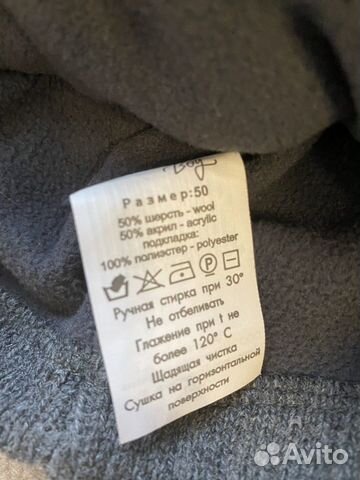 Размер:50
50% шерсть - wool
50% акрил - acrylic
подкладка:
100% полиэстер - polyester
Ручная стирка при 30°
Не отбеливать
Глажение при t не
более 120° С
Щадящая чистка
Сушка на горизонтальной
поверхности
Avito